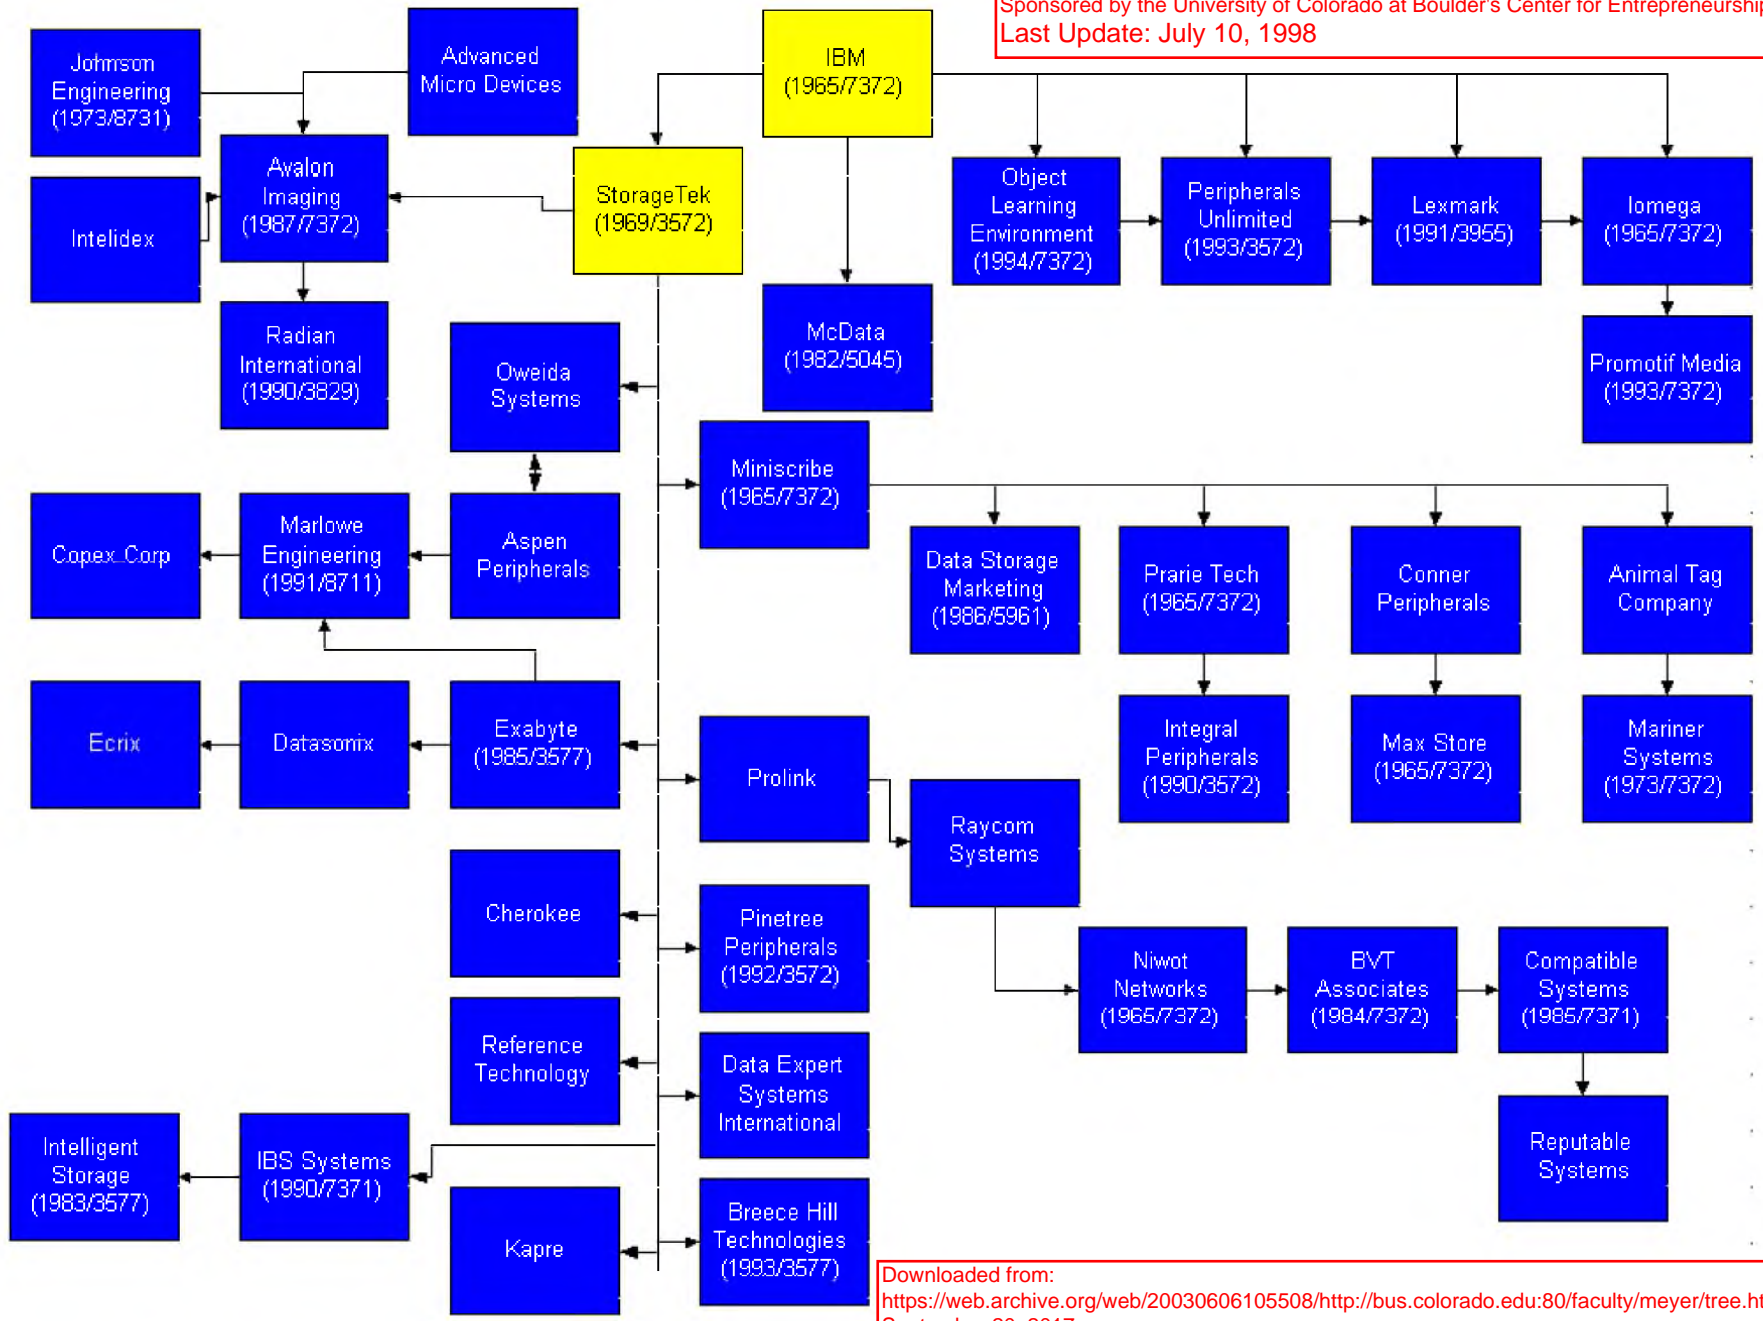 Sponsored by the University of Colorado at Boulder's Center for Entrepreneurship
Last Update: July 10, 1998
Johnson
Engineering
(1973/8731)
Advanced
Micro Devices
IBM
(1965/7372)
Avalon
Imaging
(1987/7372)
Intelidex
StorageTek
(1969/3572)
Object
Learning
Environment
(1994/7372)
Peripherals
Unlimited
(1993/3572)
Lexmark
(1991/3955)
Iomega
(1965/7372)
Radian
International
(1990/3829)
Oweida
Systems
McData
(1982/5045)
Promotif Media
(1993/7372)
Miniscribe
(1965/7372)
Copex Corp
Marlowe
Engineering
(1991/8711)
Aspen
Peripherals
Data Storage
Marketing
(1986/5961)
Prarie Tech
(1965/7372)
Conner
Peripherals
Animal Tag
Company
Ecrix
Datasonix
Exabyte
(1985/3577)
Prolink
Integral
Peripherals
(1990/3572)
Max Store
(1965/7372)
Mariner
Systems
(1973/7372)
Raycom
Systems
Cherokee
Pinetree
Peripherals
(1992/3572)
Niwot
Networks
(1965/7372)
BVT
Associates
(1984/7372)
Compatible
Systems
(1985/7371)
Reference
Technology
Data Expert
Systems
International
Intelligent
Storage
(1983/3577)
IBS Systems
(1990/7371)
Reputable
Systems
Kapre
Breece Hill
Technologies
(1993/3577)
Downloaded from:
https://web.archive.org/web/20030606105508/http://bus.colorado.edu:80/faculty/meyer/tree.ht